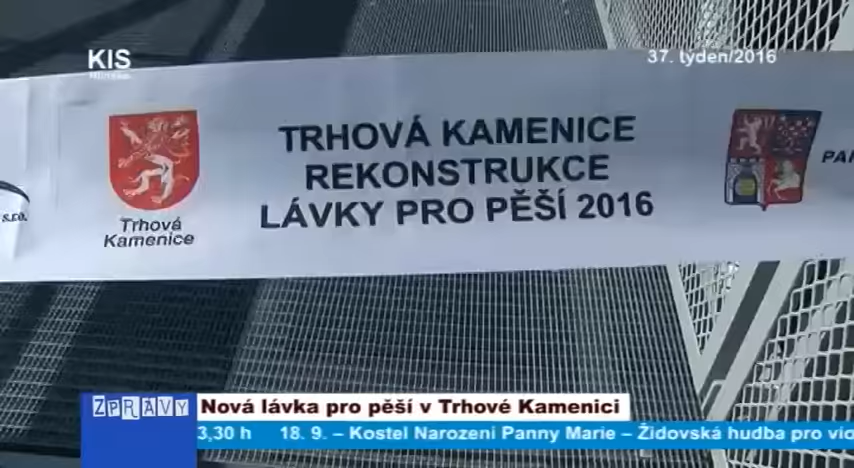 KIS
37. týden/2016
TRHOVÁ KAMENICE
REKONSTRUKCE
LÁVKY PRO PĚŠÍ 2016
Trhová
Kamenice
s.r.o.
PAR
ZPRÁVY
Nová lávka pro pěší v Trhové Kamenici
3,30 h 18. 9. – Kostel Narození Panny Marie – Židovská hudba pro vio